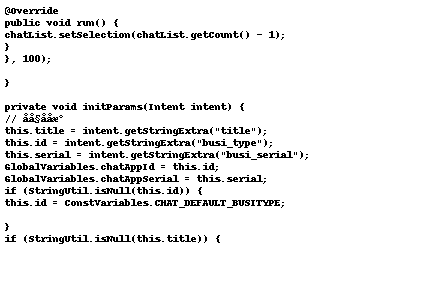 @Override
public void run() {
chatList.setSelection(chatList.getCount() - 1);
}
}, 100);
}
private void initParams(Intent intent) {
//
this.title = intent.getStringExtra("title");
this.id = intent.getStringExtra("busi_type");
this.serial = intent.getStringExtra("busi_serial");
GlobalVariables.chatAppId = this.id;
GlobalVariables.chatAppSerial = this.serial;
if (StringUtil.isNull(this.id)) {
this.id = ConstVariables.CHAT_DEFAULT_BUSITYPE;
}
if (StringUtil.isNull(this.title)) {